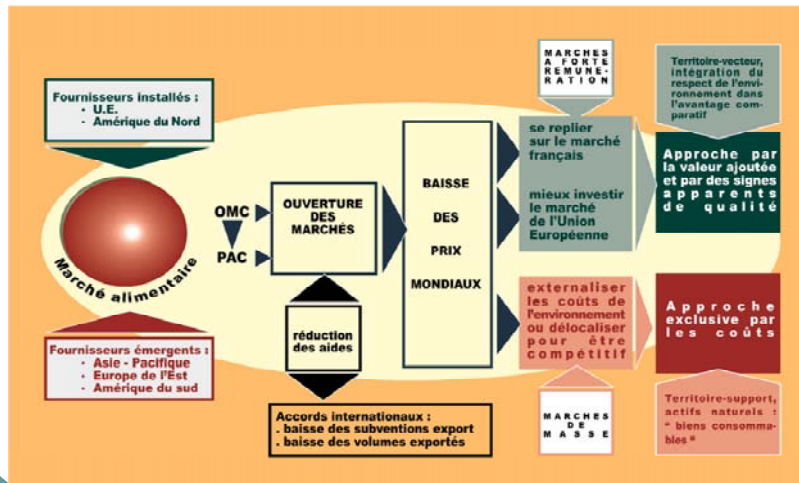 Fournisseurs installés :
- U.E.
- Amérique du Nord
Marché alimentaire
Fournisseurs émergents :
- Asie - Pacifique
- Europe de l'Est
- Amérique du sud
OMC
PAC
OUVERTURE
DES
MARCHÉS
réduction
des aides
Accords internationaux :
. baisse des subventions export
. baisse des volumes exportés
BAISSE
DES
PRIX
MONDIAUX
MARCHES
A FORTE
REMUNE-
RATION
se replier
sur le marché
français
mieux investir
le marché
de l'Union
Européenne
externaliser
les coûts de
l'environnement
ou délocaliser
pour être
compétitif
MARCHES
DE
MASSE
Territoire-vecteur,
intégration du
respect de l'envi-
ronnement dans
l'avantage com-
paratif
Approche par
la valeur ajoutée
et par des signes
apparents
de qualité
Approche
exclusive par
les coûts
Territoire-support,
actifs naturels :
" biens consomma-
bles "